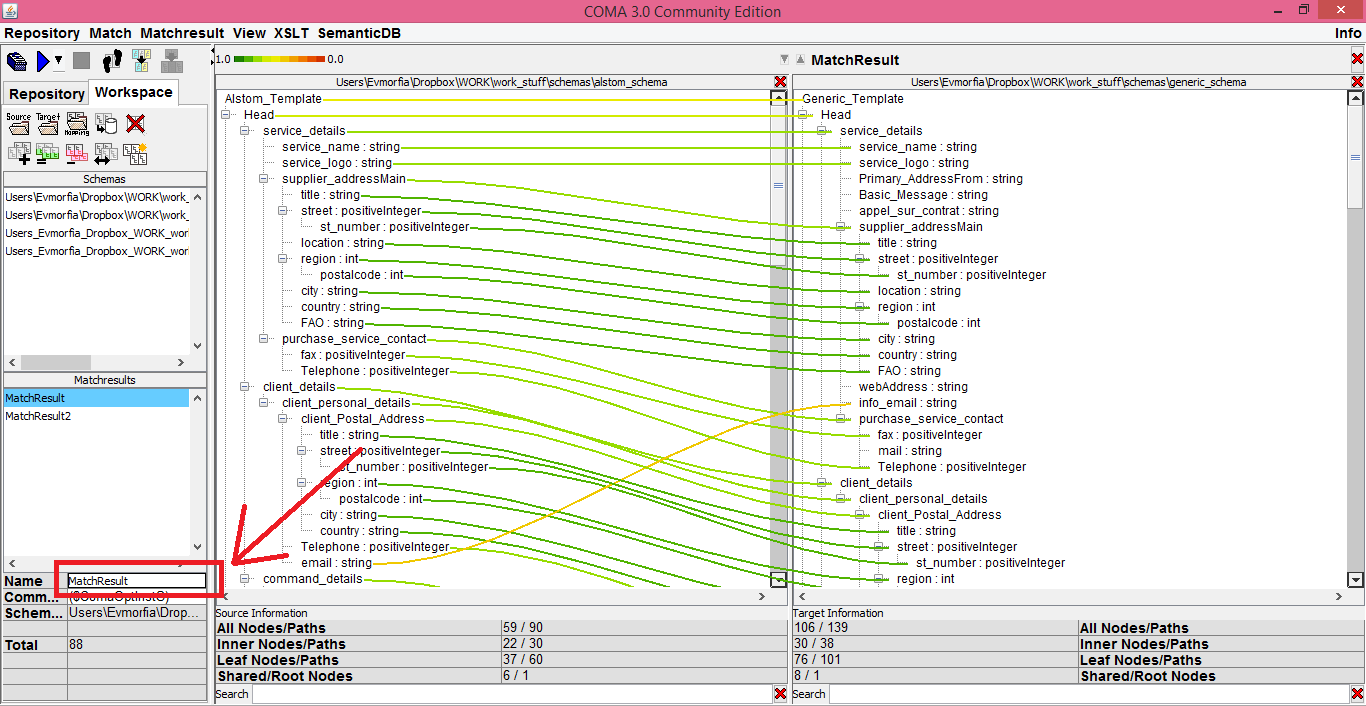 COMA 3.0 Community Edition
Repository Match Matchresult View XSLT SemanticDB Info
1.0 0.0 MatchResult
Repository Workspace
Users\Evmorfia\Dropbox\WORK\work_stuff\schemas\alstom_schema
Users\Evmorfia\Dropbox\WORK\work_stuff\schemas\generic_schema
Source Target
Mapping
Schemas
Users\Evmorfia\Dropbox\WORK\work_
Users\Evmorfia\Dropbox\WORK\work_
Users_Evmorfia_Dropbox_WORK_wor
Users_Evmorfia_Dropbox_WORK_wor
Matchresults
MatchResult
MatchResult2
Name MatchResult
Comm... ($ComaOptInstC)
Schem... Users\Evmorfia\Drop...
Total 88
Alstom_Template
Head
service_details
service_name : string
service_logo : string
supplier_addressMain
title : string
street : positiveInteger
st_number : positiveInteger
location : string
region : int
postalcode : int
city : string
country : string
FAO : string
purchase_service_contact
fax : positiveInteger
Telephone : positiveInteger
client_details
client_personal_details
client_Postal_Address
title : string
street : positiveInteger
st_number : positiveInteger
region : int
postalcode : int
city : string
country : string
Telephone : positiveInteger
email : string
command_details
Generic_Template
Head
service_details
service_name : string
service_logo : string
Primary_AddressFrom : string
Basic_Message : string
appel_sur_contrat : string
supplier_addressMain
title : string
street : positiveInteger
st_number : positiveInteger
location : string
region : int
postalcode : int
city : string
country : string
FAO : string
webAddress : string
info_email : string
purchase_service_contact
fax : positiveInteger
mail : string
Telephone : positiveInteger
client_details
client_personal_details
client_Postal_Address
title : string
street : positiveInteger
st_number : positiveInteger
region : int
Source Information
All Nodes/Paths 59 / 90
Inner Nodes/Paths 22 / 30
Leaf Nodes/Paths 37 / 60
Shared/Root Nodes 6 / 1
Search
Target Information
106 / 139 All Nodes/Paths
30 / 38 Inner Nodes/Paths
76 / 101 Leaf Nodes/Paths
8 / 1 Shared/Root Nodes
Search